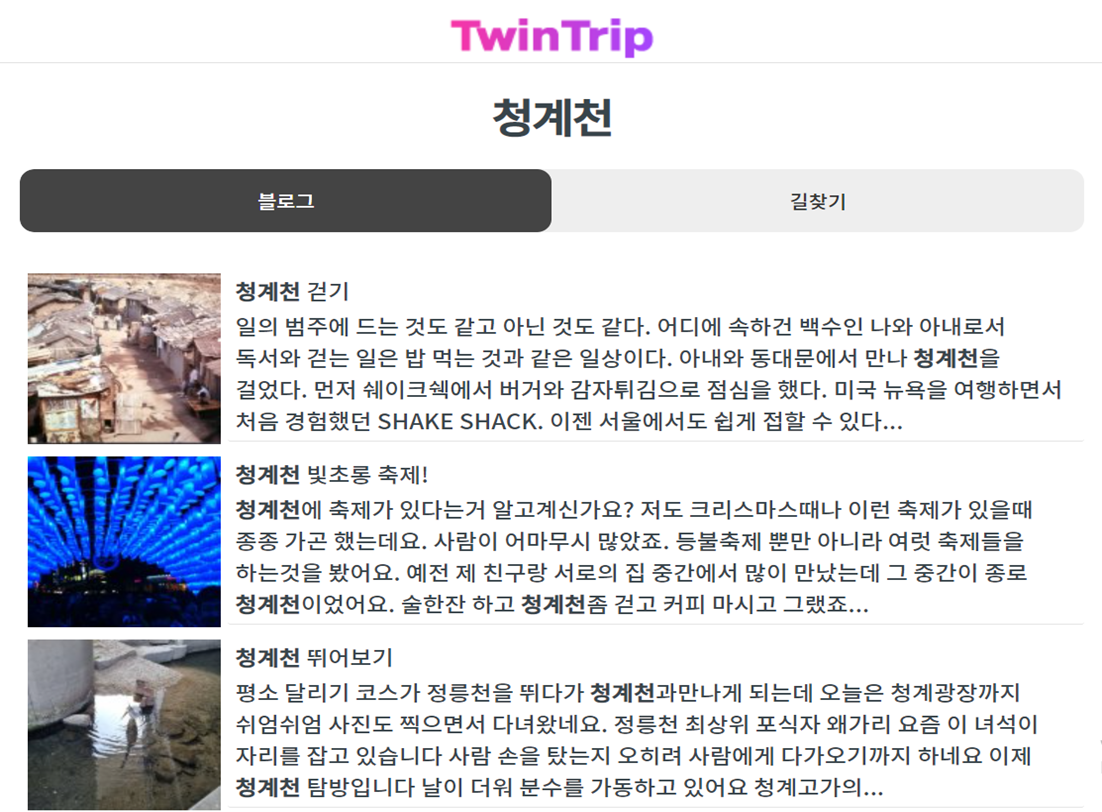 TwinTrip
청계천
블로그
길찾기
청계천 걷기
일의 범주에 드는 것도 같고 아닌 것도 같다. 어디에 속하건 백수인 나와 아내로서
독서와 걷는 일은 밥 먹는 것과 같은 일상이다. 아내와 동대문에서 만나 청계천을
걸었다. 먼저 쉐이크쉑에서 버거와 감자튀김으로 점심을 했다. 미국 뉴욕을 여행하면서
처음 경험했던 SHAKE SHACK. 이젠 서울에서도 쉽게 접할 수 있다...
청계천 빛초롱 축제!
청계천에 축제가 있다는거 알고계신가요? 저도 크리스마스때나 이런 축제가 있을때
종종 가곤 했는데요. 사람이 어마무시 많았죠. 등불축제 뿐만 아니라 여럿 축제들을
하는것을 봤어요. 예전 제 친구랑 서로의 집 중간에서 많이 만났는데 그 중간이 종로
청계천이었어요. 술한잔 하고 청계천좀 걷고 커피 마시고 그랬죠...
청계천 뛰어보기
평소 달리기 코스가 정릉천을 뛰다가 청계천과만나게 되는데 오늘은 청계광장까지
쉬엄쉬엄 사진도 찍으면서 다녀왔네요. 정릉천 최상위 포식자 왜가리 요즘 이 녀석이
자리를 잡고 있습니다 사람 손을 탔는지 오히려 사람에게 다가오기까지 하네요 이제
청계천 탐방입니다 날이 더워 분수를 가동하고 있어요 청계고가의...